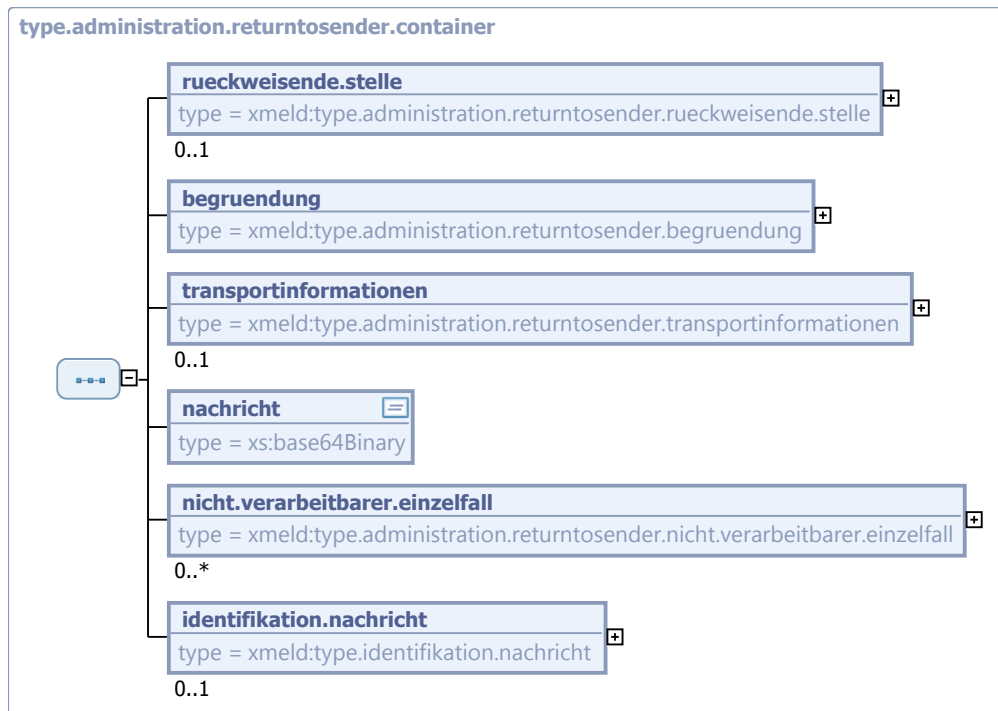 type.administration.returntosender.container
rueckweisende.stelle
type = xmeld:type.administration.returntosender.rueckweisende.stelle
0..1
begruendung
type = xmeld:type.administration.returntosender.begruendung
transportinformationen
type = xmeld:type.administration.returntosender.transportinformationen
0..1
nachricht
type = xs:base64Binary
nicht.verarbeitbarer.einzelfall
type = xmeld:type.administration.returntosender.nicht.verarbeitbarer.einzelfall
0..*
identifikation.nachricht
type = xmeld:type.identifikation.nachricht
0..1